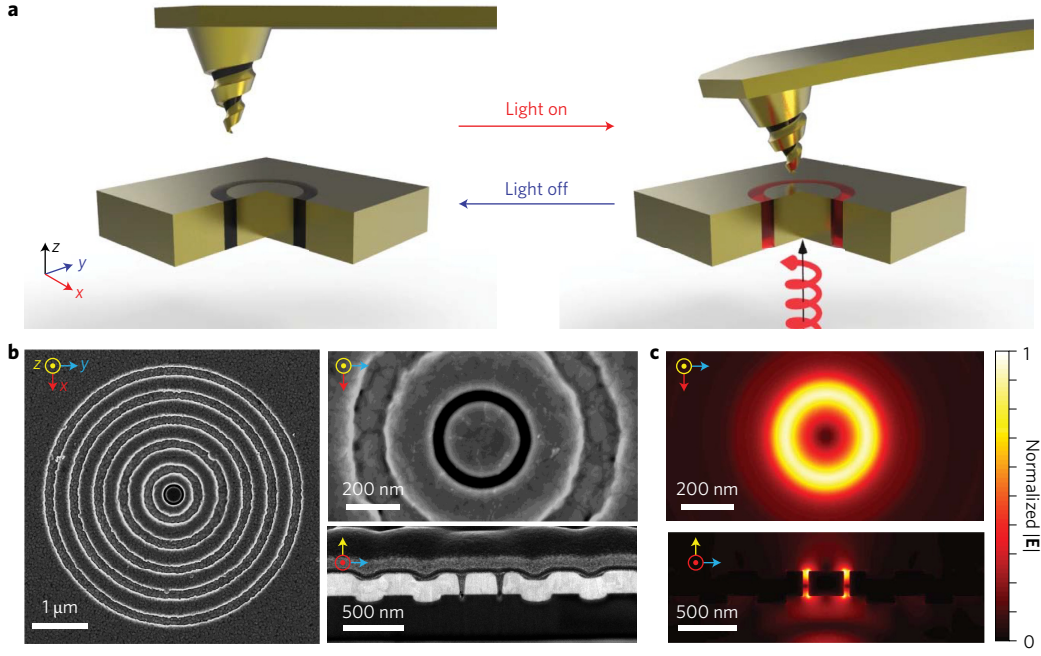 a
Light on
Light off
z
y
x
b
z
y
x
1 µm
200 nm
500 nm
c
200 nm
500 nm
1
Normalized |E|
0